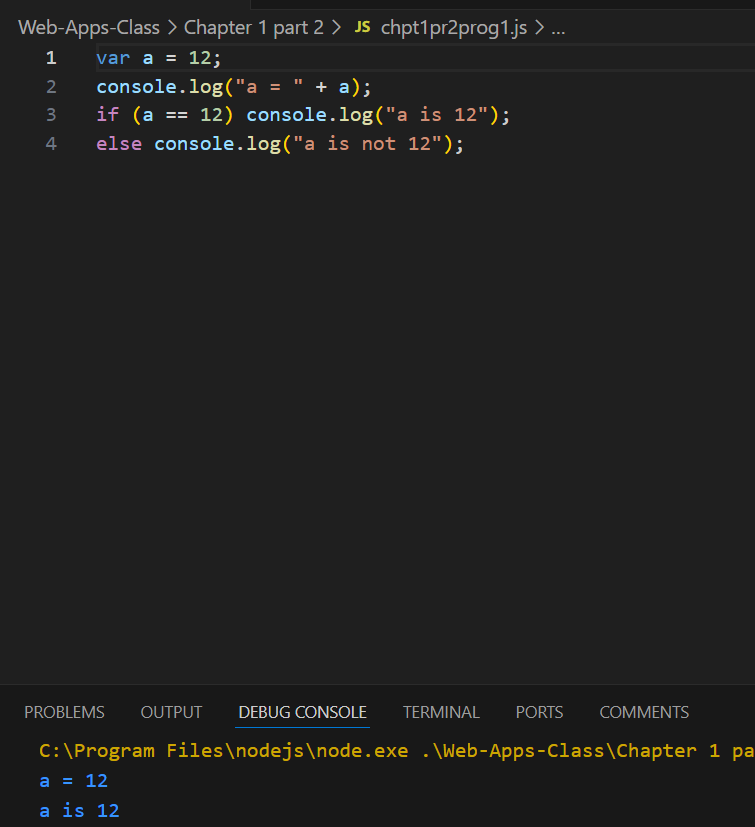 Web-Apps-Class > Chapter 1 part 2 > JS chpt1pr2prog1.js > ...
1 var a = 12;
2 console.log("a = " + a);
3 if (a == 12) console.log("a is 12");
4 else console.log("a is not 12");
PROBLEMS OUTPUT DEBUG CONSOLE TERMINAL PORTS COMMENTS
C:\Program Files\nodejs\node.exe .\Web-Apps-Class\Chapter 1 pa
a = 12
a is 12